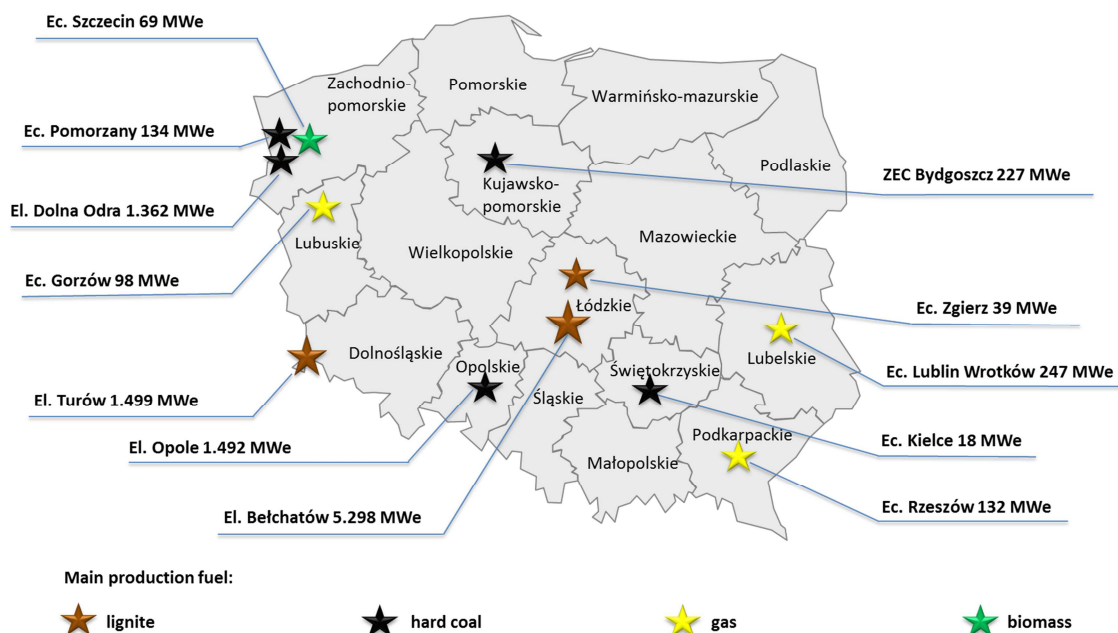 Ec. Szczecin 69 MWe
Zachodnio-
pomorskie
Pomorskie
Warmińsko-mazurskie
Ec. Pomorzany 134 MWe
Podlaskie
ZEC Bydgoszcz 227 MWe
Kujawsko-
pomorskie
El. Dolna Odra 1.362 MWe
Lubuskie
Wielkopolskie
Mazowieckie
Ec. Gorzów 98 MWe
Łódzkie
Ec. Zgierz 39 MWe
Dolnośląskie
Opolskie
Świętokrzyskie
Lubelskie
Ec. Lublin Wrotków 247 MWe
El. Turów 1.499 MWe
Śląskie
El. Opole 1.492 MWe
Podkarpackie
Ec. Kielce 18 MWe
Małopolskie
Ec. Rzeszów 132 MWe
El. Bełchatów 5.298 MWe
Main production fuel:
lignite
hard coal
gas
biomass